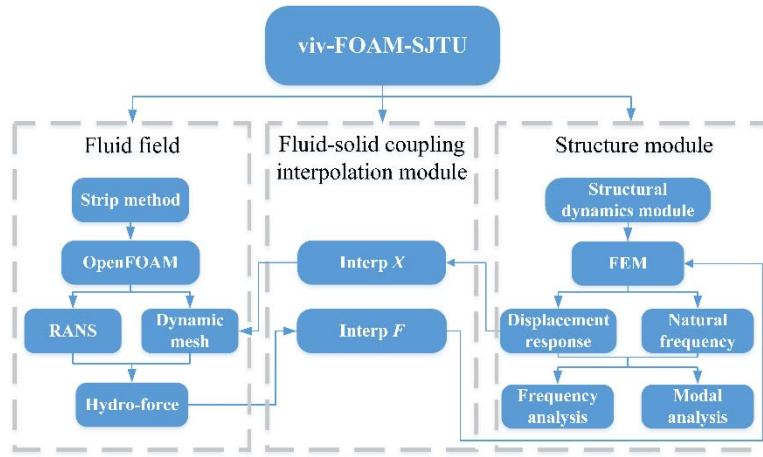 viv-FOAM-SJTU
Fluid field
Strip method
OpenFOAM
RANS
Dynamic
mesh
Hydro-force
Fluid-solid coupling
interpolation module
Interp X
Interp F
Structure module
Structural
dynamics module
FEM
Displacement
response
Natural
frequency
Frequency
analysis
Modal
analysis